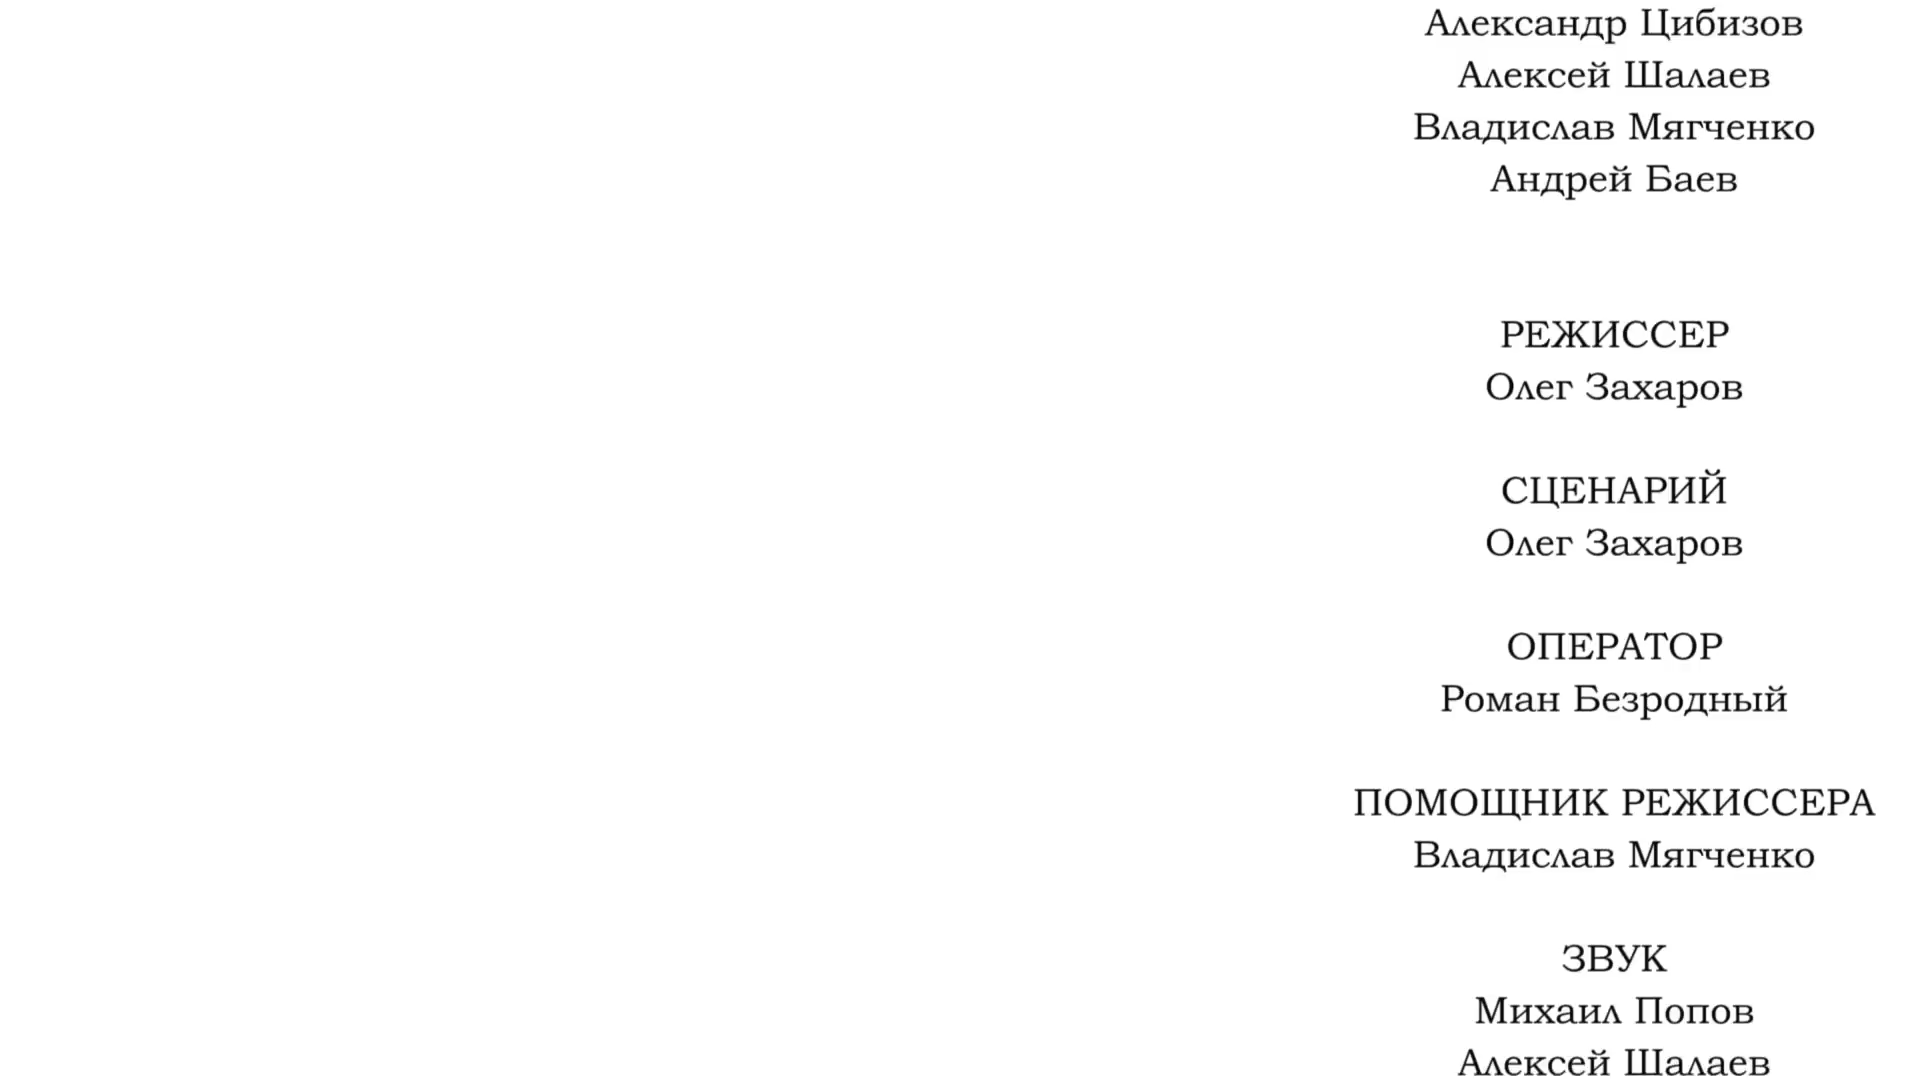 Александр Цибизов
Алексей Шалаев
Владислав Мягченко
Андрей Баев
РЕЖИССЕР
Олег Захаров
СЦЕНАРИЙ
Олег Захаров
ОПЕРАТОР
Роман Безродный
ПОМОЩНИК РЕЖИССЕРА
Владислав Мягченко
ЗВУК
Михаил Попов
Алексей Шалаев